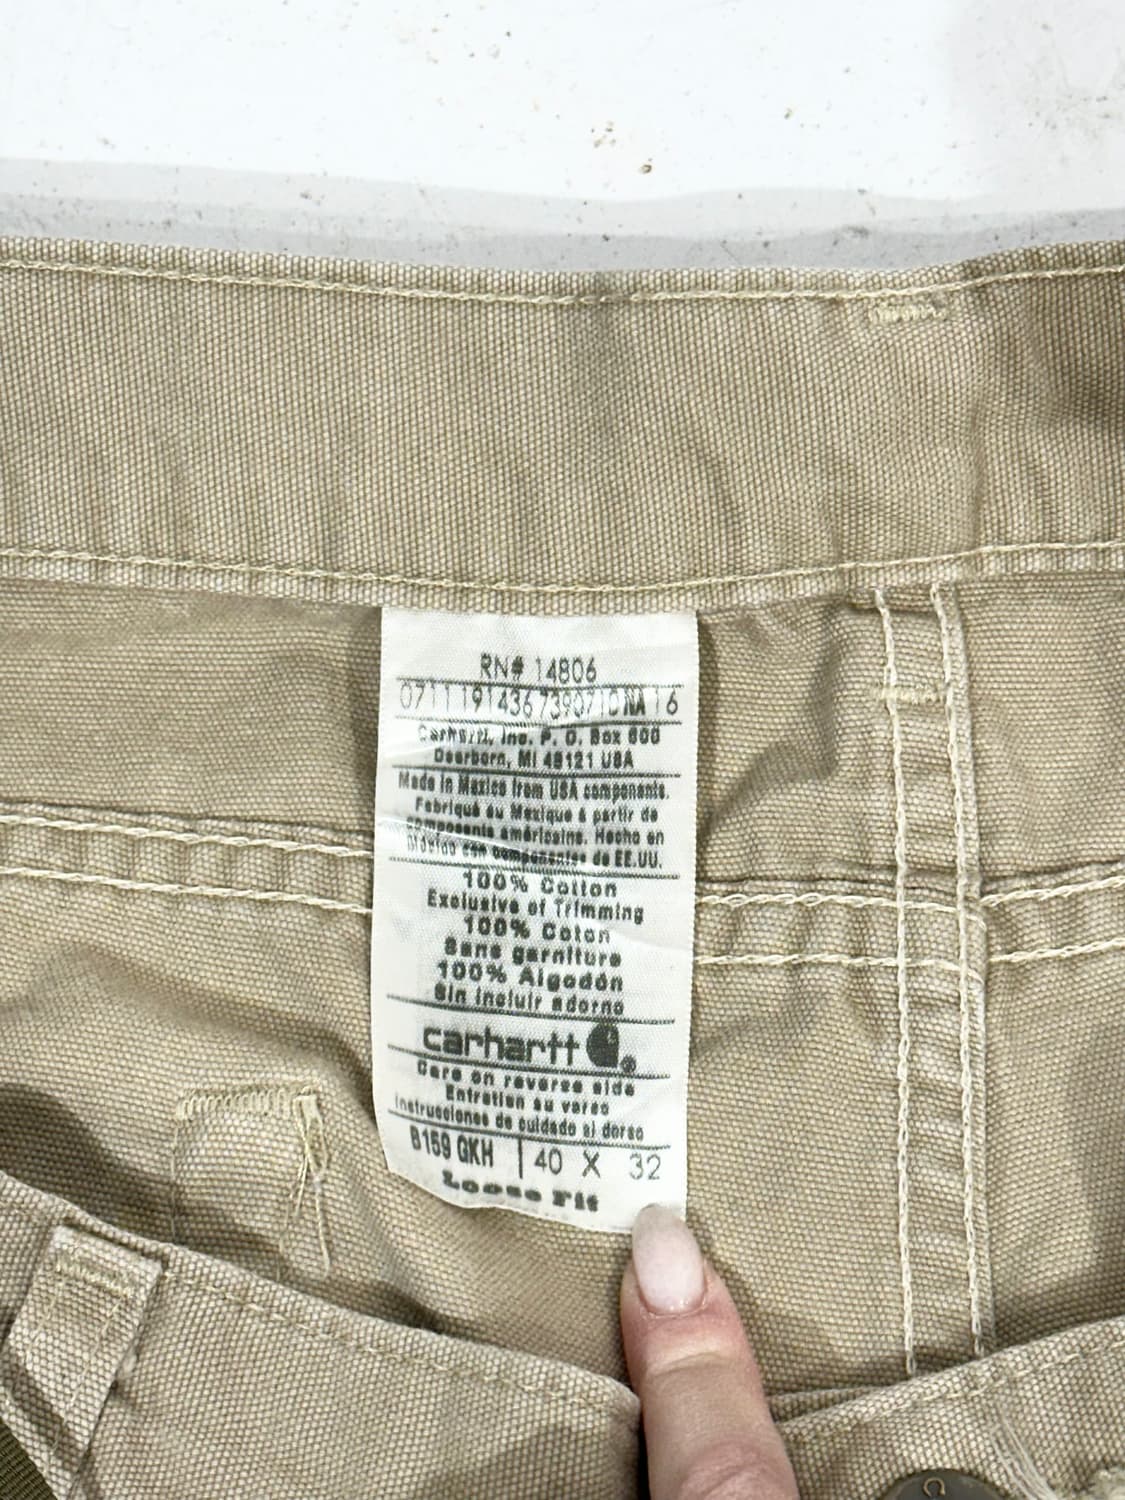 RN# 14806
0711191436739071DNA 16
Carhartt, Inc. P. O. Box 600
Dearborn, MI 48121 USA
Made in Mexico from USA components.
Fabriqué au Mexique à partir de
composants américains. Hecho en
México con componentes de EE.UU.
100% Cotton
Exclusive of Trimming
100% Coton
Sans garniture
100% Algodón
Sin incluir adorno
carhartt
Care on reverse side
Entretien au verso
Instrucciones de cuidado al dorso
B159 GKH | 40 X 32
Loose Fit